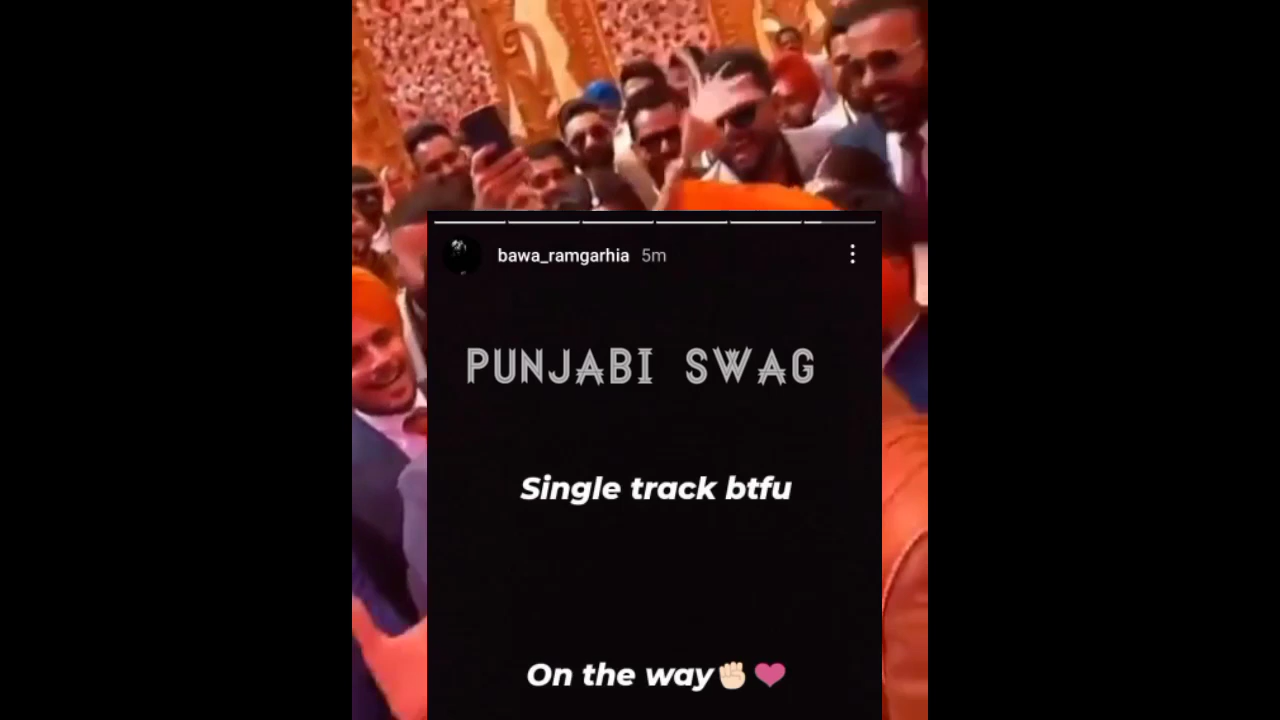 bawa_ramgarhia 5m
PUNJABI SWAG
Single track btfu
On the way✊🏻❤